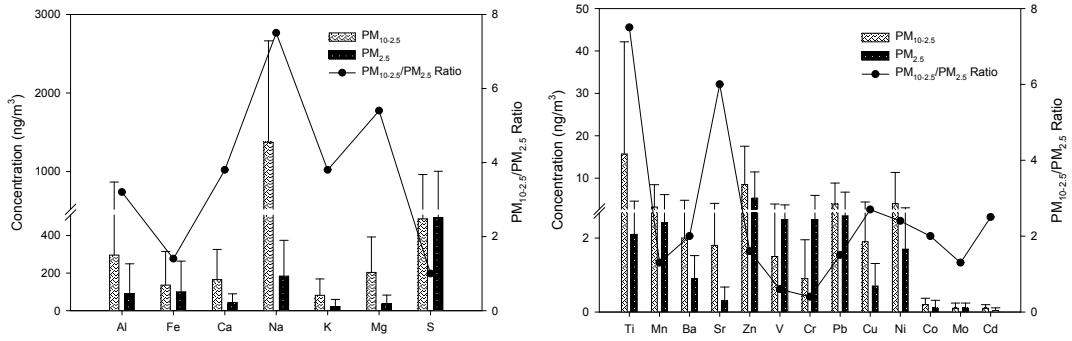 3000
2000
1000
400
200
0
Concentration (ng/m³)
PM₁₀₋₂.₅
PM₂.₅
PM₁₀₋₂.₅/PM₂.₅ Ratio
8
6
4
2
0
PM₁₀₋₂.₅/PM₂.₅ Ratio
Al Fe Ca Na K Mg S
50
40
30
20
10
2
0
Concentration (ng/m³)
PM₁₀₋₂.₅
PM₂.₅
PM₁₀₋₂.₅/PM₂.₅ Ratio
8
6
4
2
0
PM₁₀₋₂.₅/PM₂.₅ Ratio
Ti Mn Ba Sr Zn V Cr Pb Cu Ni Co Mo Cd